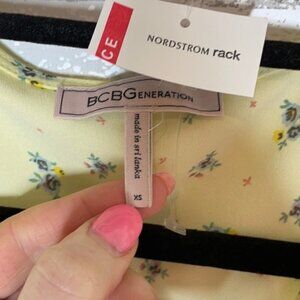 CE
NORDSTROM rack
BCBGENERATION
made in sri lanka
XS